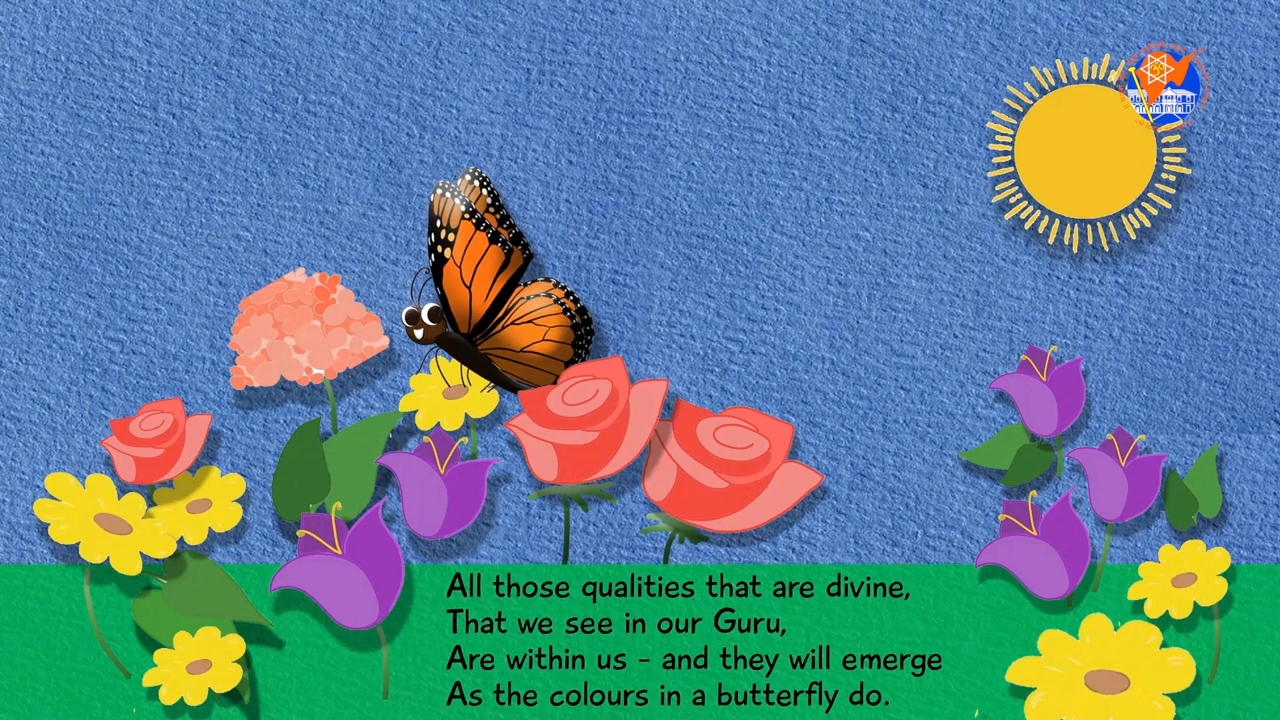 All those qualities that are divine,
That we see in our Guru,
Are within us - and they will emerge
As the colours in a butterfly do.